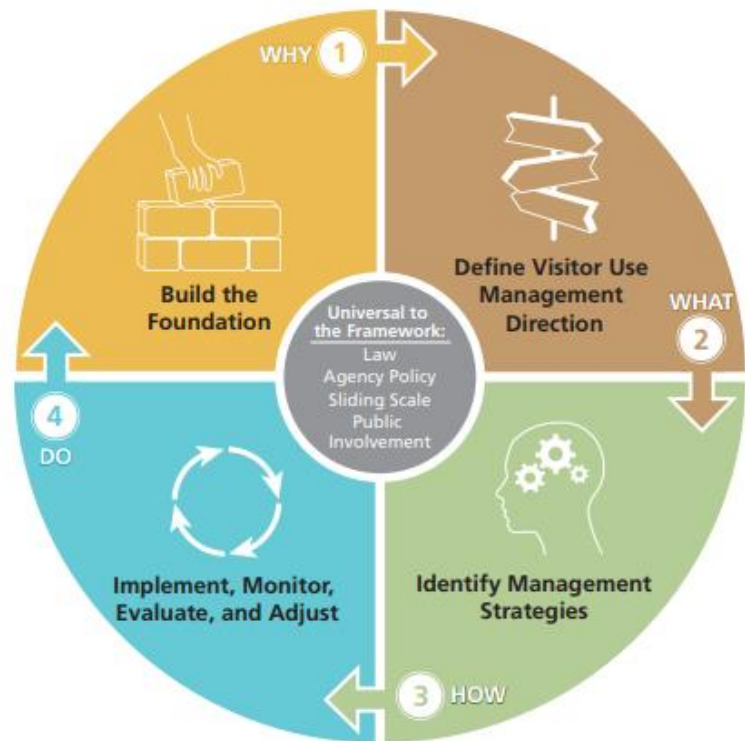 WHY 1
Build the
Foundation
Define Visitor Use
Management
Direction
WHAT
2
Universal to
the Framework:
Law
Agency Policy
Sliding Scale
Public
Involvement
Identify Management
Strategies
3 HOW
Implement, Monitor,
Evaluate, and Adjust
4
DO